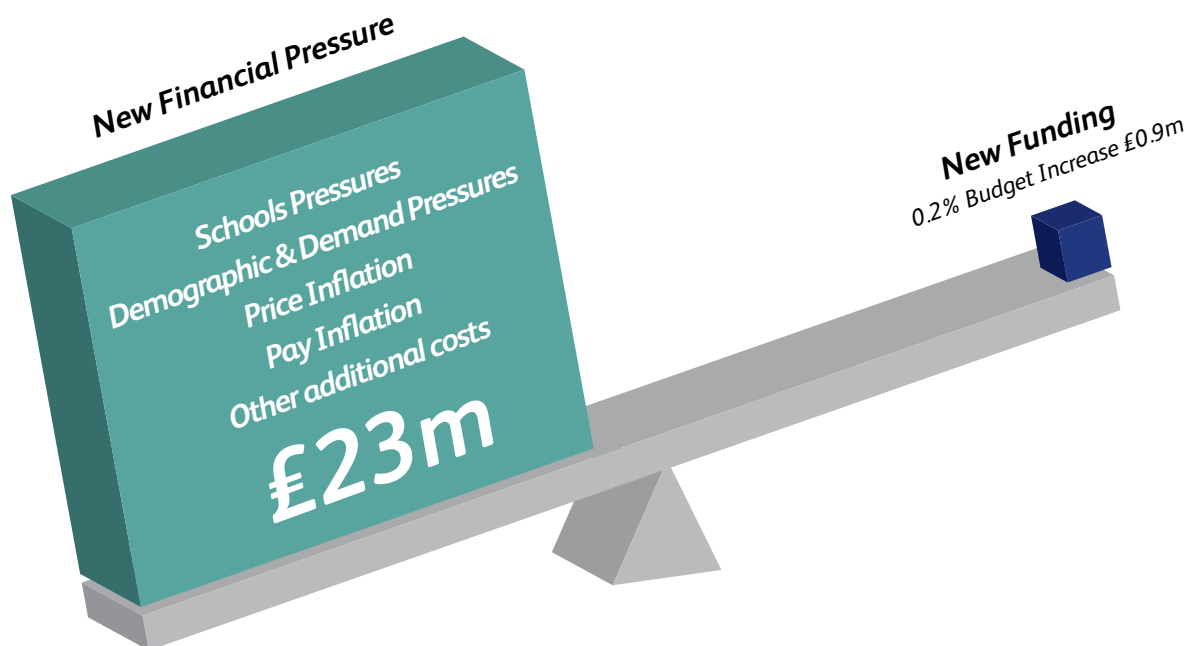 New Financial Pressure
Schools Pressures
Demographic & Demand Pressures
Price Inflation
Pay Inflation
Other additional costs
£23m
New Funding
0.2% Budget Increase £0.9m